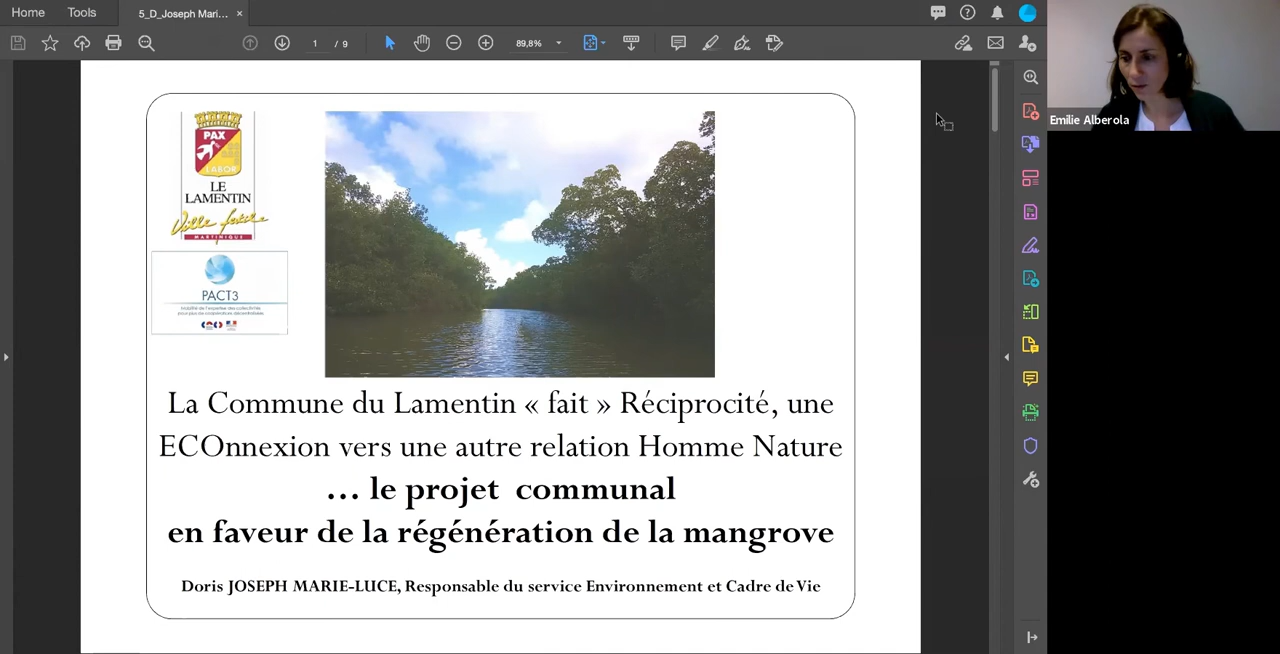 Home
Tools
5_D_Joseph Mari...
×
1
/ 9
89,8%
Emilie Alberola
PAX
LABOR
LE
LAMENTIN
Ville future
MARTINIQUE
PACT3
La Commune du Lamentin « fait » Réciprocité, une
ECOnnexion vers une autre relation Homme Nature
… le projet communal
en faveur de la régénération de la mangrove
Doris JOSEPH MARIE-LUCE, Responsable du service Environnement et Cadre de Vie